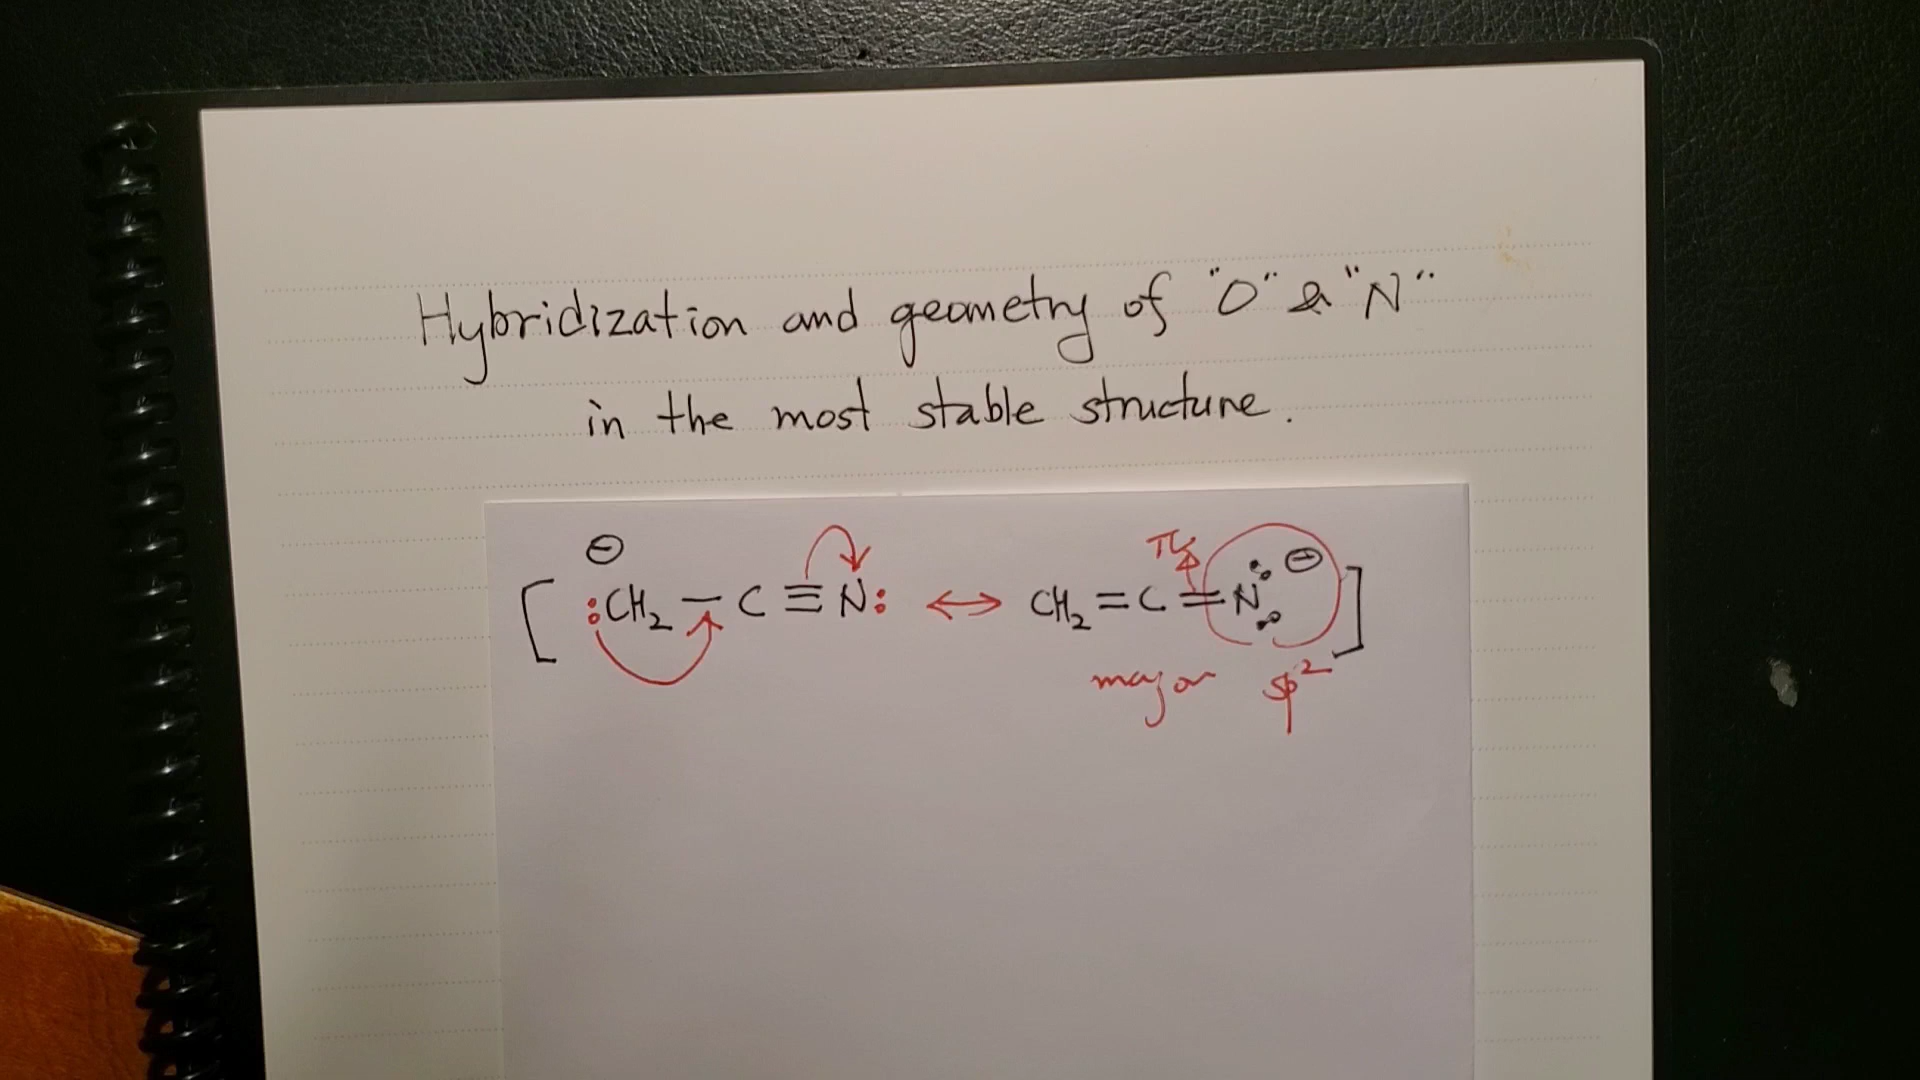 Hybridization and geometry of "O" & "N"
in the most stable structure.
[ ⊖:CH₂ — C ≡ N: ↔ CH₂ = C = N̤̈ ⊖ ]
π
major sp²